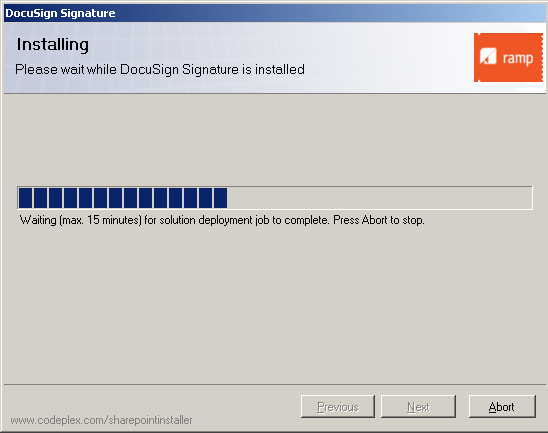 DocuSign Signature
Installing
Please wait while DocuSign Signature is installed
ramp
Waiting (max. 15 minutes) for solution deployment job to complete. Press Abort to stop.
Previous
Next
Abort
www.codeplex.com/sharepointinstaller